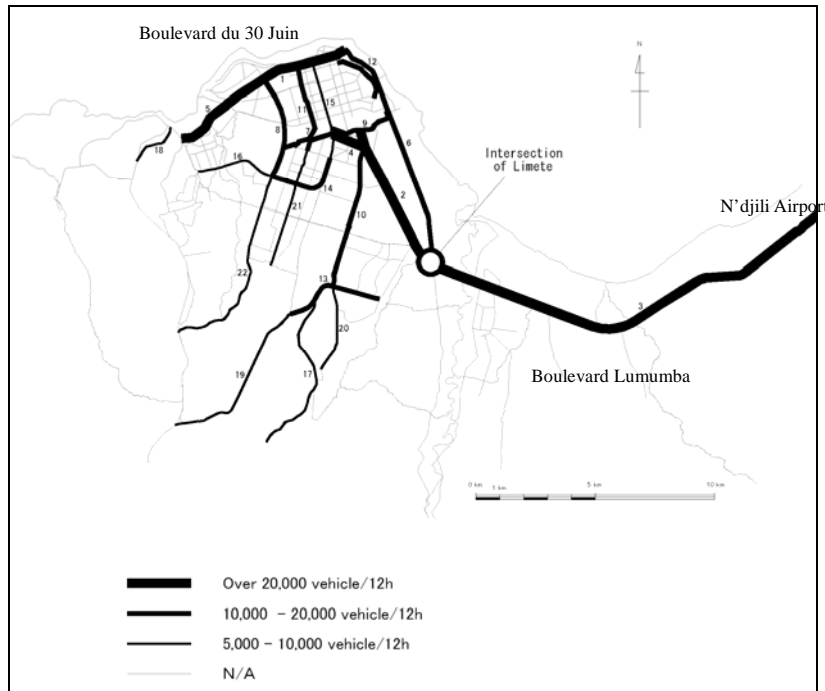 Boulevard du 30 Juin
N
12
1
15
5
11
9
8
7
18
4
6
Intersection
of Limete
16
14
2
N'djili Airport
21
10
22
13
3
20
19
17
Boulevard Lumumba
0 km 1 km 5 km 10 km
Over 20,000 vehicle/12h
10,000 - 20,000 vehicle/12h
5,000 - 10,000 vehicle/12h
N/A